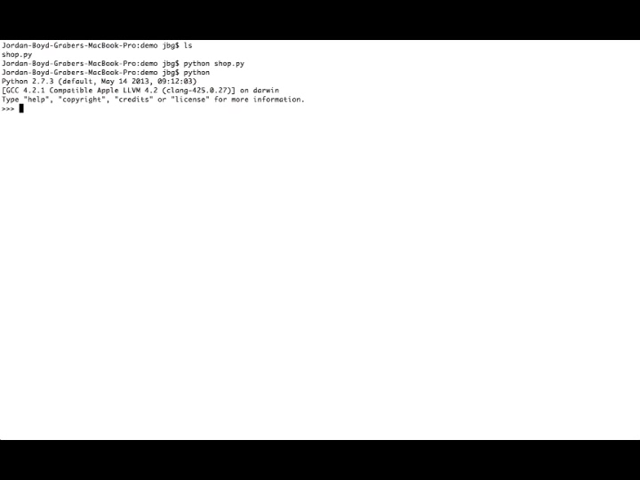 Jordan-Boyd-Grabers-MacBook-Pro:demo jbg$ ls
shop.py
Jordan-Boyd-Grabers-MacBook-Pro:demo jbg$ python shop.py
Jordan-Boyd-Grabers-MacBook-Pro:demo jbg$ python
Python 2.7.3 (default, May 14 2013, 09:12:03)
[GCC 4.2.1 Compatible Apple LLVM 4.2 (clang-425.0.27)] on darwin
Type "help", "copyright", "credits" or "license" for more information.
>>>